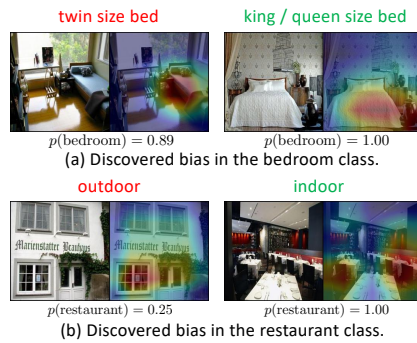 twin size bed
king / queen size bed
p(bedroom) = 0.89
p(bedroom) = 1.00
(a) Discovered bias in the bedroom class.
outdoor
indoor
Marienstatter Brauhaus
Marienstatter Brauhaus
p(restaurant) = 0.25
p(restaurant) = 1.00
(b) Discovered bias in the restaurant class.